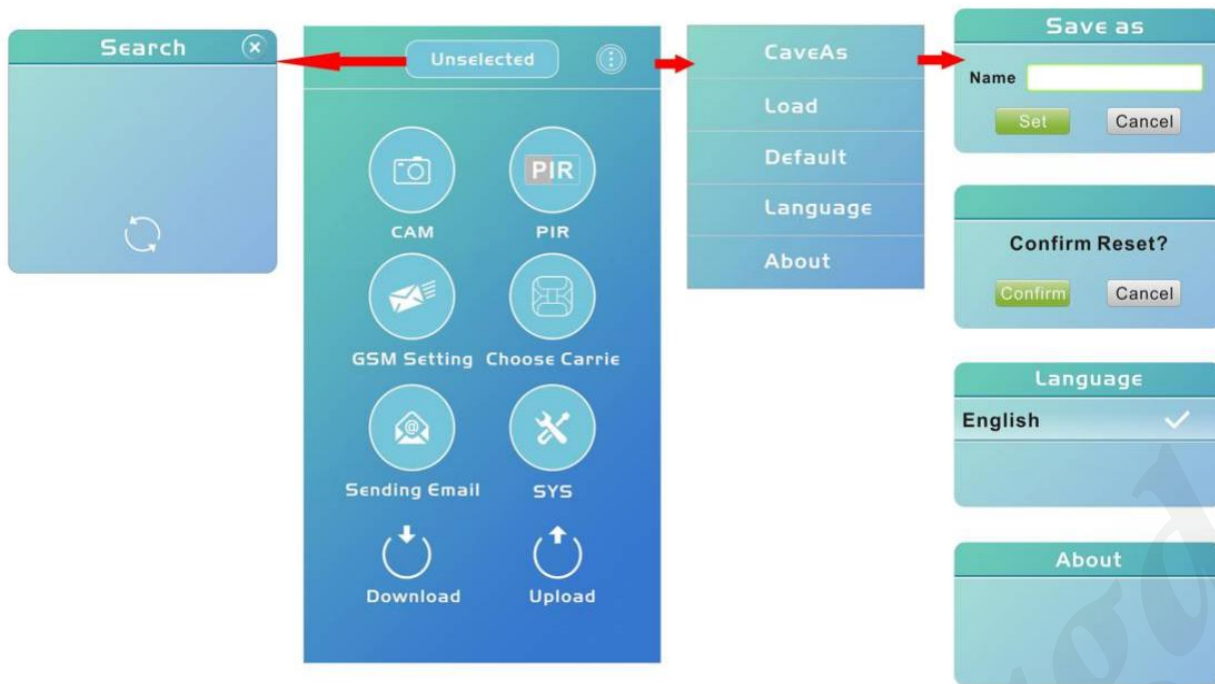 Search
Unselected
CAM
PIR
PIR
GSM Setting
Choose Carrie
Sending Email
SYS
Download
Upload
CaveAs
Load
Default
Language
About
Save as
Name
Set
Cancel
Confirm Reset?
Confirm
Cancel
Language
English
About